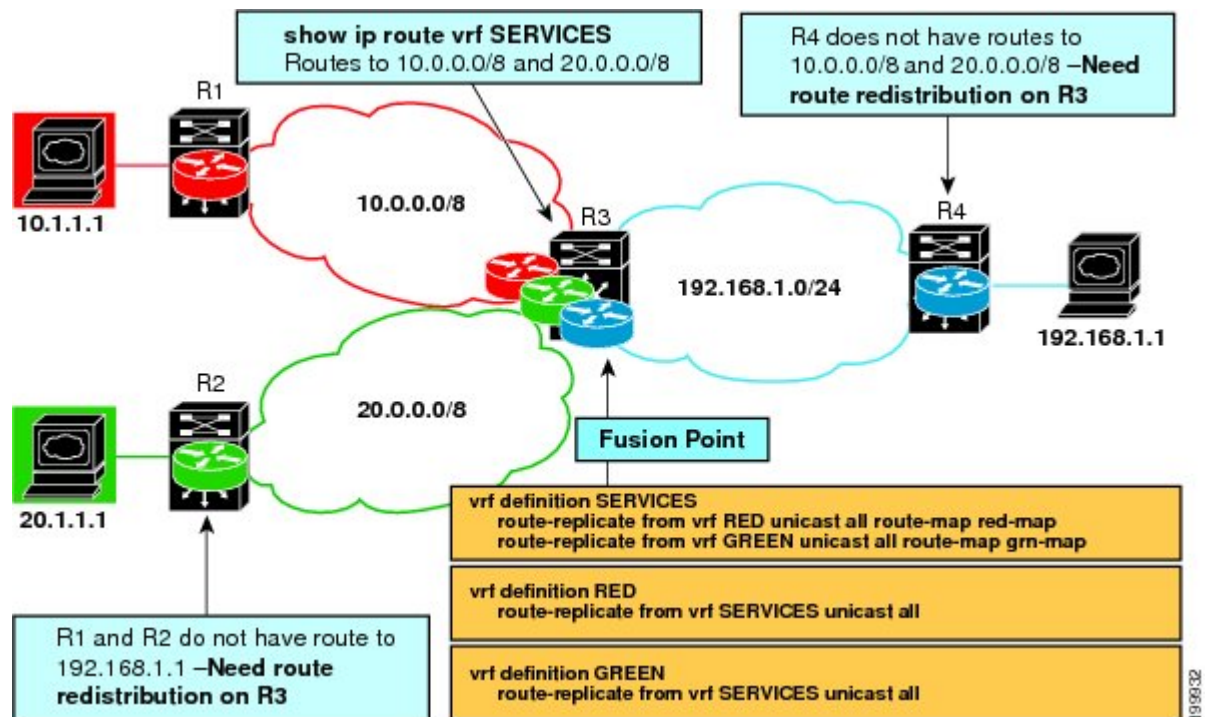 show ip route vrf SERVICES
Routes to 10.0.0.0/8 and 20.0.0.0/8
R4 does not have routes to
10.0.0.0/8 and 20.0.0.0/8 –Need
route redistribution on R3
R1
10.1.1.1
10.0.0.0/8
R3
192.168.1.0/24
R4
192.168.1.1
R2
20.1.1.1
20.0.0.0/8
Fusion Point
vrf definition SERVICES
route-replicate from vrf RED unicast all route-map red-map
route-replicate from vrf GREEN unicast all route-map grn-map
vrf definition RED
route-replicate from vrf SERVICES unicast all
vrf definition GREEN
route-replicate from vrf SERVICES unicast all
R1 and R2 do not have route to
192.168.1.1 –Need route
redistribution on R3
199932